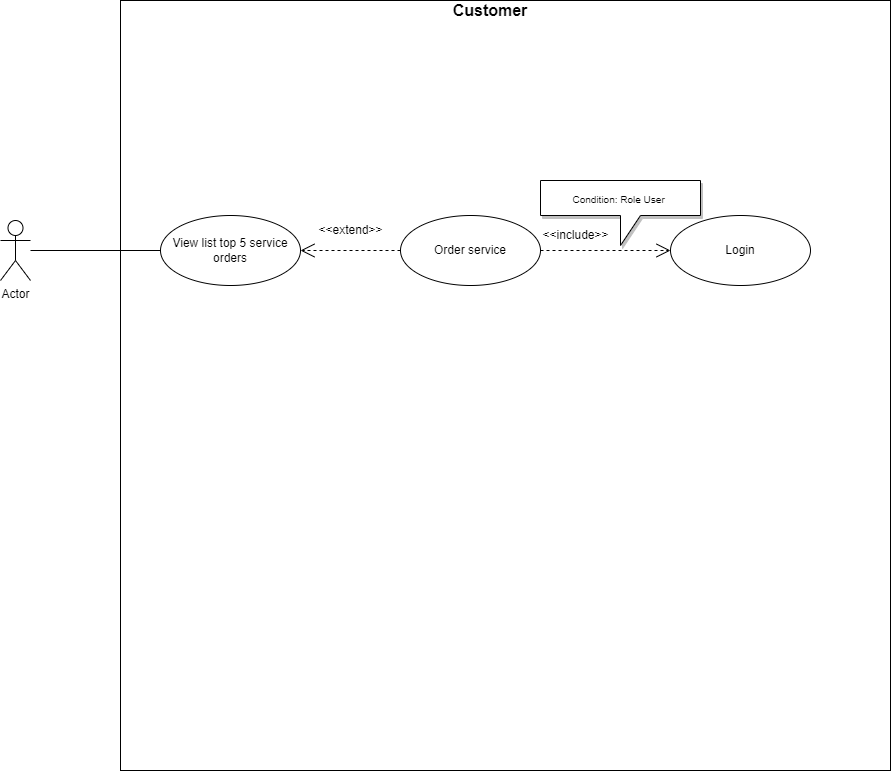 Customer
Condition: Role User
<<extend>>
<<include>>
View list top 5 service
orders
Order service
Login
Actor